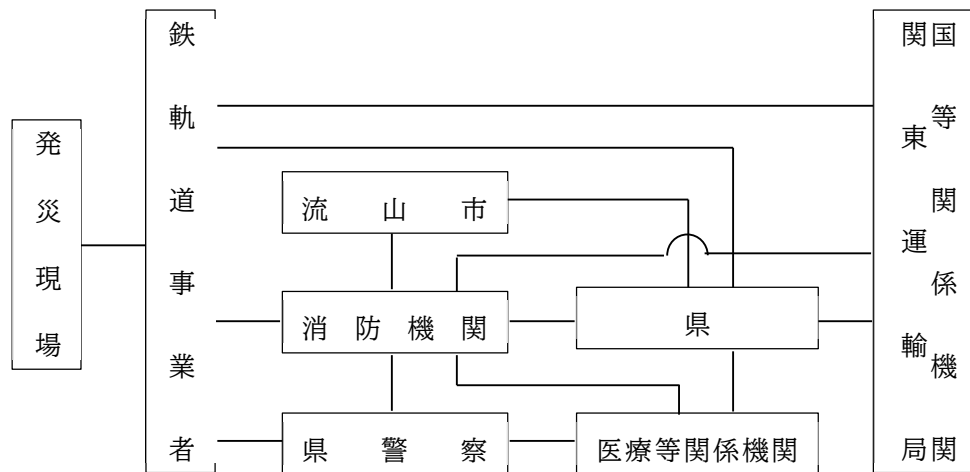 発災現場
鉄軌道事業者
流山市
消防機関
県警察
県
医療等関係機関
国等関係機関
関東運輸局